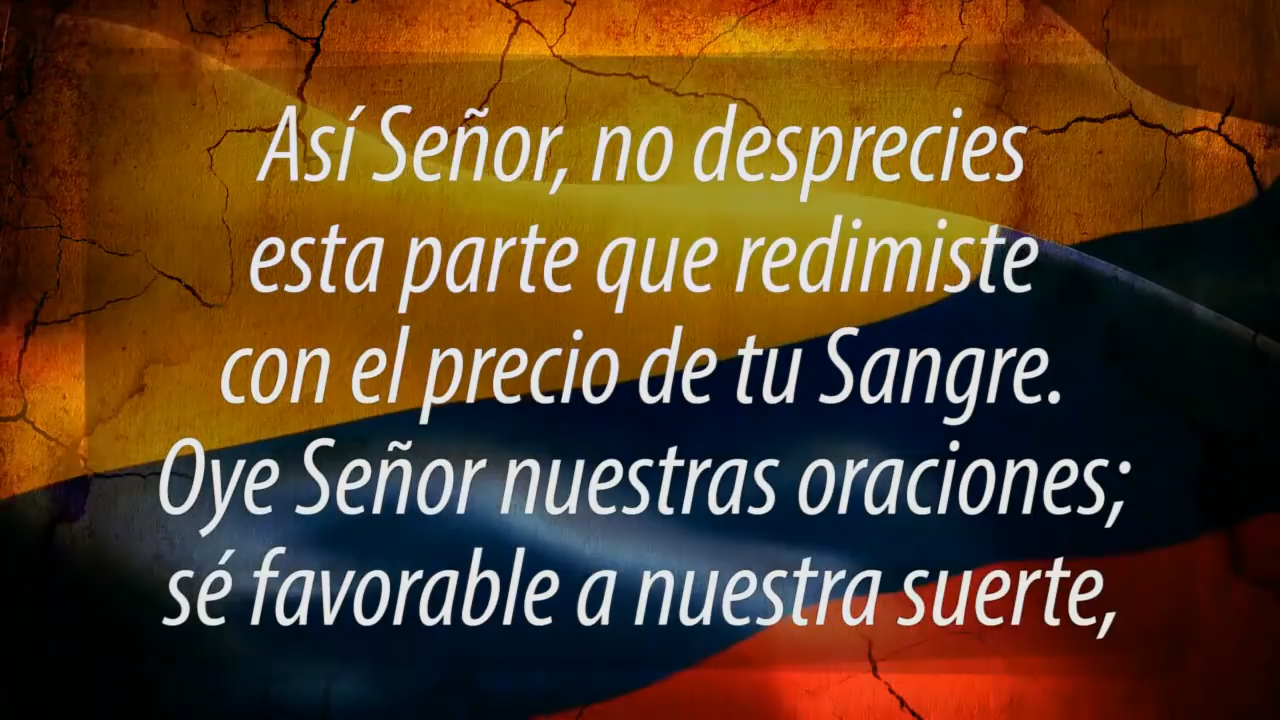 Así Señor, no desprecies
esta parte que redimiste
con el precio de tu Sangre.
Oye Señor nuestras oraciones;
sé favorable a nuestra suerte,